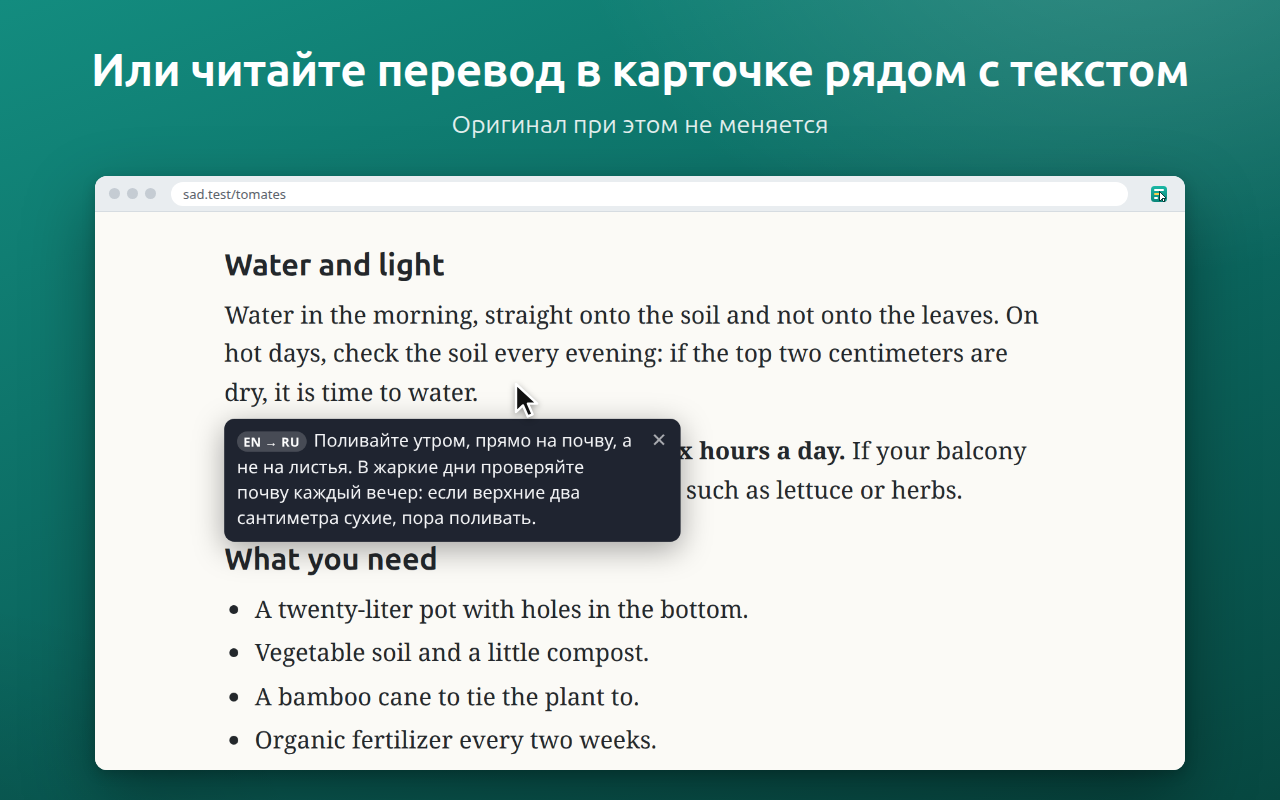 Или читайте перевод в карточке рядом с текстом
Оригинал при этом не меняется
sad.test/tomates
Water and light
Water in the morning, straight onto the soil and not onto the leaves. On
hot days, check the soil every evening: if the top two centimeters are
dry, it is time to water.
EN → RU Поливайте утром, прямо на почву, а
не на листья. В жаркие дни проверяйте
почву каждый вечер: если верхние два
сантиметра сухие, пора поливать.
hours a day. If your balcony
such as lettuce or herbs.
What you need
• A twenty-liter pot with holes in the bottom.
• Vegetable soil and a little compost.
• A bamboo cane to tie the plant to.
• Organic fertilizer every two weeks.